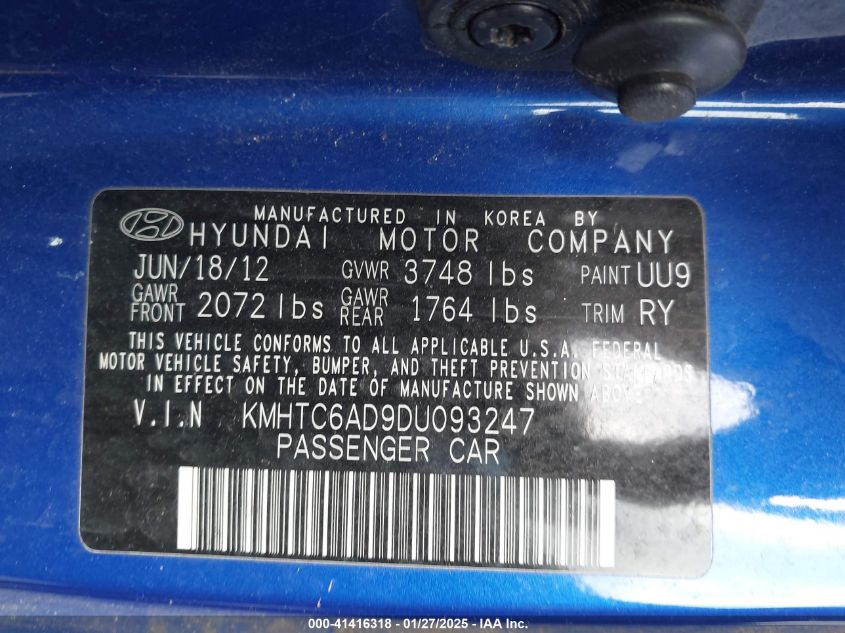 MANUFACTURED IN KOREA BY
HYUNDAI MOTOR COMPANY
JUN/18/12 GVWR 3748 lbs PAINT UU9
GAWR FRONT 2072 lbs GAWR REAR 1764 lbs TRIM RY
THIS VEHICLE CONFORMS TO ALL APPLICABLE U.S.A. FEDERAL
MOTOR VEHICLE SAFETY, BUMPER, AND THEFT PREVENTION STANDARDS
IN EFFECT ON THE DATE OF MANUFACTURE SHOWN ABOVE
V.I.N KMHTC6AD9DU093247
PASSENGER CAR
000-41416318 - 01/27/2025 - IAA Inc.